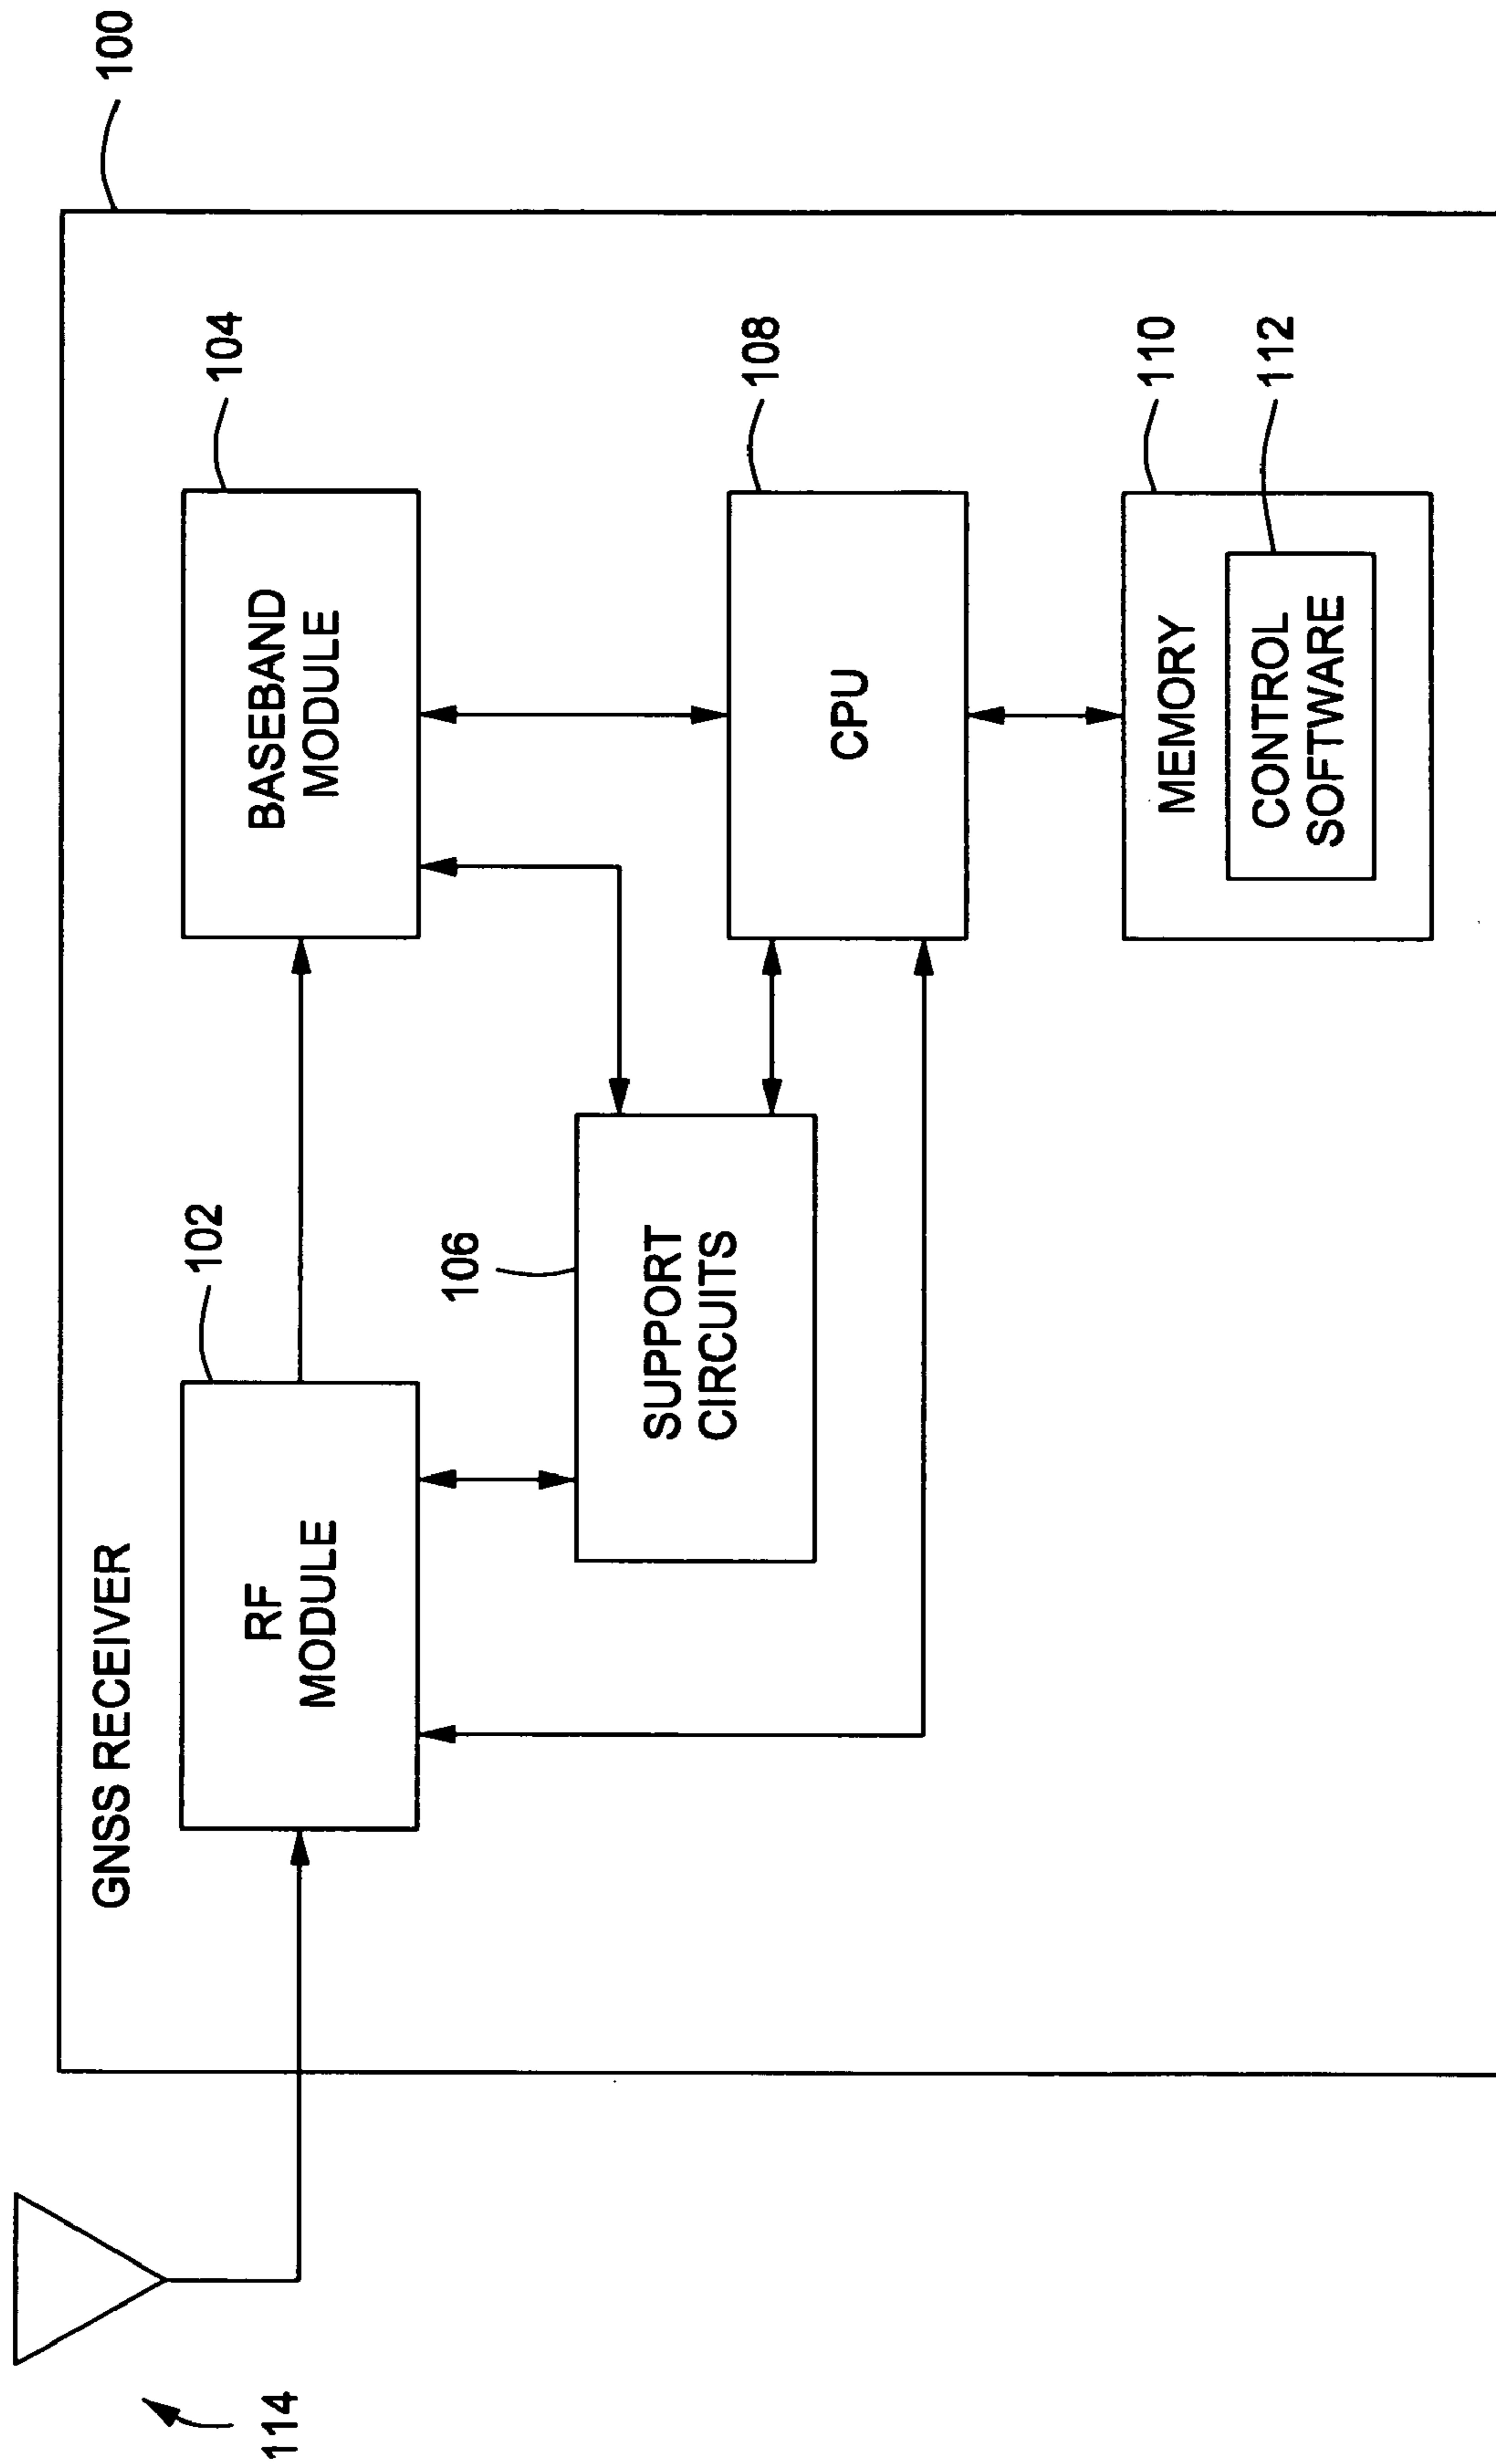 100
GNSS RECEIVER
102
RF
MODULE
104
BASEBAND
MODULE
106
SUPPORT
CIRCUITS
108
CPU
110
MEMORY
112
CONTROL
SOFTWARE
114